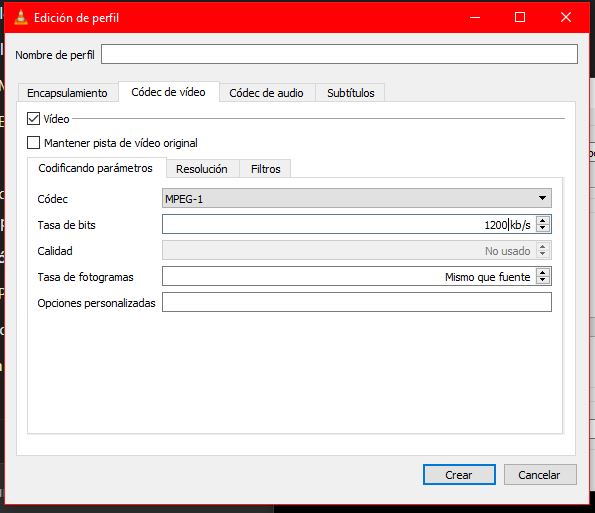 Edición de perfil
Nombre de perfil
Encapsulamiento Códec de vídeo Códec de audio Subtítulos
Vídeo
Mantener pista de vídeo original
Codificando parámetros Resolución Filtros
Códec MPEG-1
Tasa de bits 1200 kb/s
Calidad No usado
Tasa de fotogramas Mismo que fuente
Opciones personalizadas
Crear Cancelar